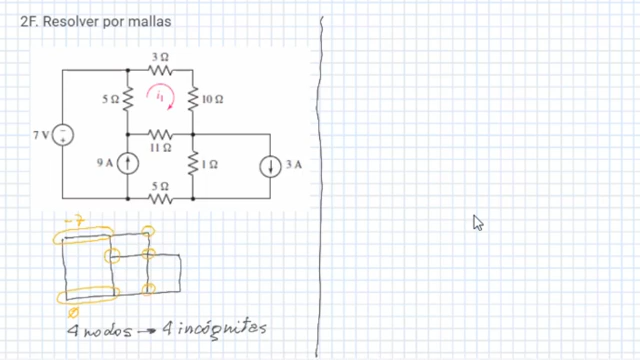 2F. Resolver por mallas
3 Ω
5 Ω
i₁
10 Ω
7 V
11 Ω
9 A
1 Ω
3 A
5 Ω
-7
0
4 nodos → 4 incógnites